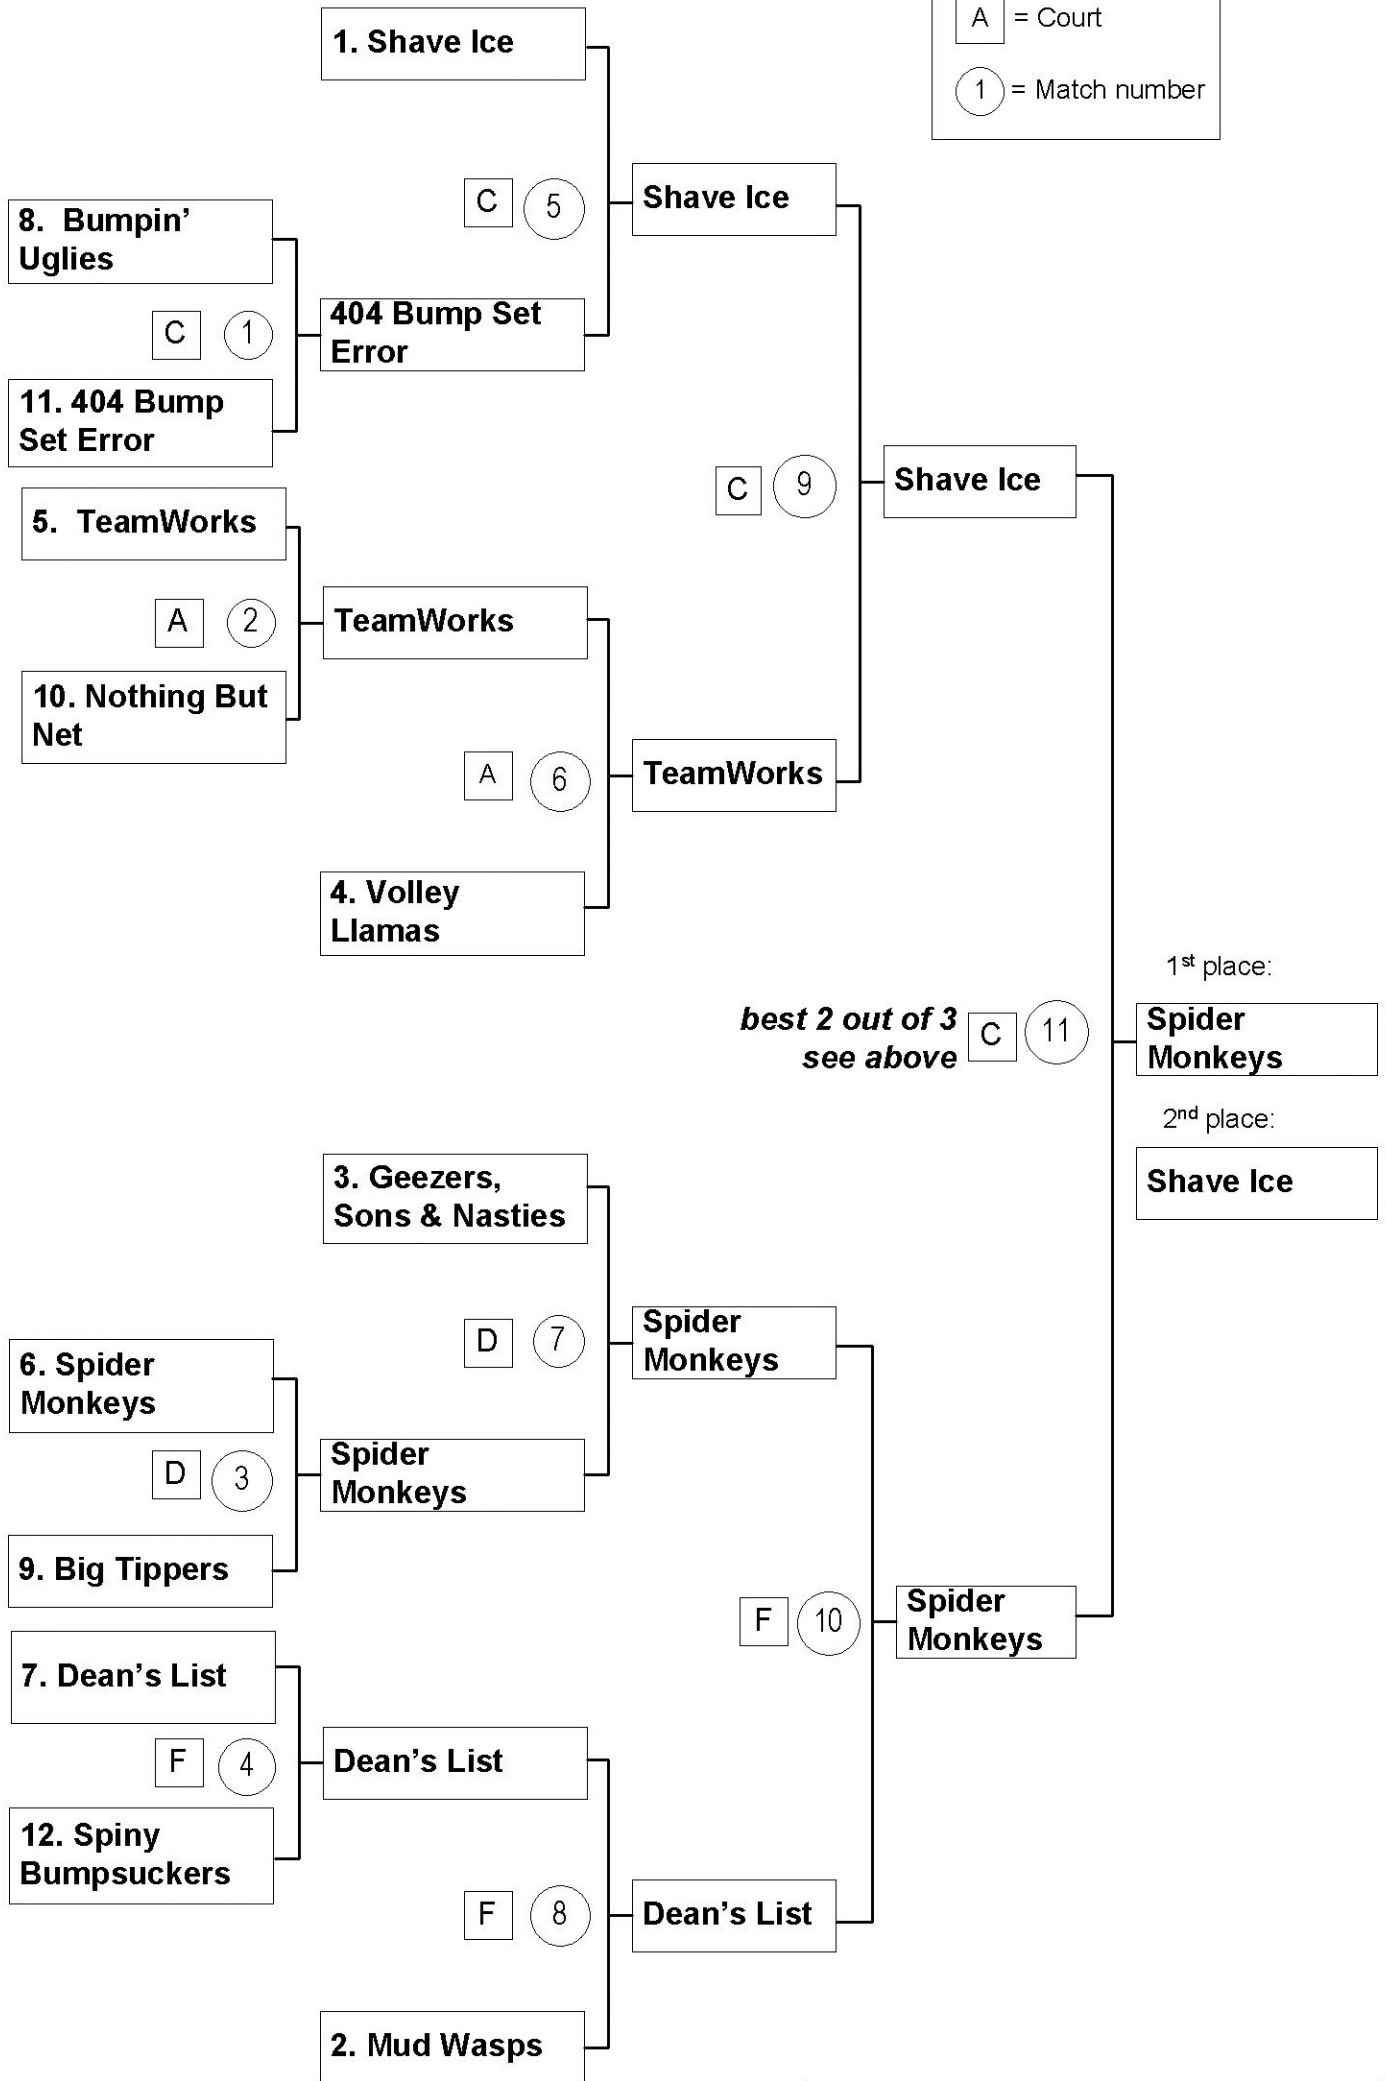 A = Court
1 = Match number
1. Shave Ice
C 5
Shave Ice
8. Bumpin’
Uglies
C 1
404 Bump Set
Error
11. 404 Bump
Set Error
C 9
Shave Ice
5. TeamWorks
A 2
TeamWorks
10. Nothing But
Net
A 6
TeamWorks
4. Volley
Llamas
1st place:
best 2 out of 3
see above
C 11
Spider
Monkeys
2nd place:
Shave Ice
3. Geezers,
Sons & Nasties
D 7
Spider
Monkeys
6. Spider
Monkeys
D 3
Spider
Monkeys
9. Big Tippers
F 10
Spider
Monkeys
7. Dean’s List
F 4
Dean’s List
12. Spiny
Bumpsuckers
F 8
Dean’s List
2. Mud Wasps